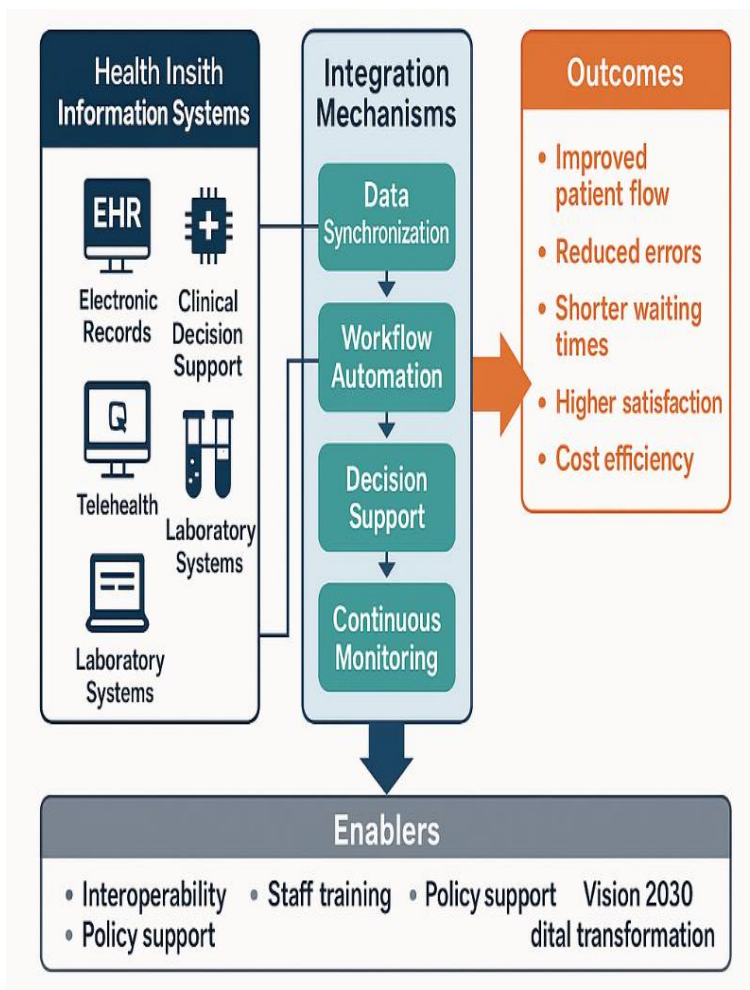 Health Insith
Information Systems
EHR
Electronic
Records
Clinical
Decision
Support
Q
Telehealth
Laboratory
Systems
Laboratory
Systems
Integration
Mechanisms
Data
Synchronization
Workflow
Automation
Decision
Support
Continuous
Monitoring
Outcomes
• Improved
patient flow
• Reduced errors
• Shorter waiting
times
• Higher satisfaction
• Cost efficiency
Enablers
• Interoperability • Staff training • Policy support Vision 2030
• Policy support dital transformation